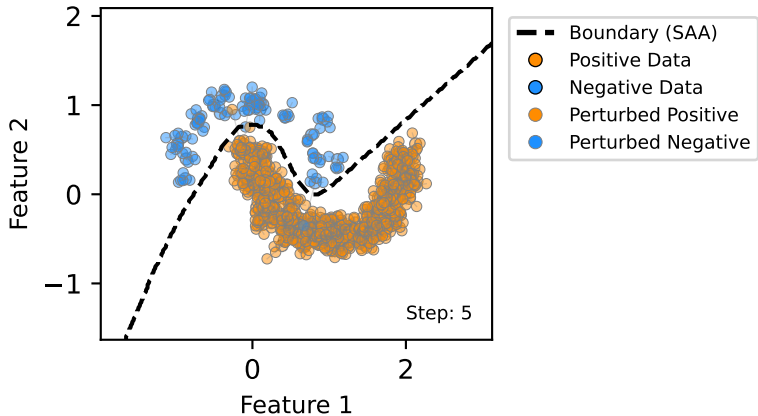 2
1
0
−1
Feature 2
0
2
Feature 1
Step: 5
Boundary (SAA)
Positive Data
Negative Data
Perturbed Positive
Perturbed Negative